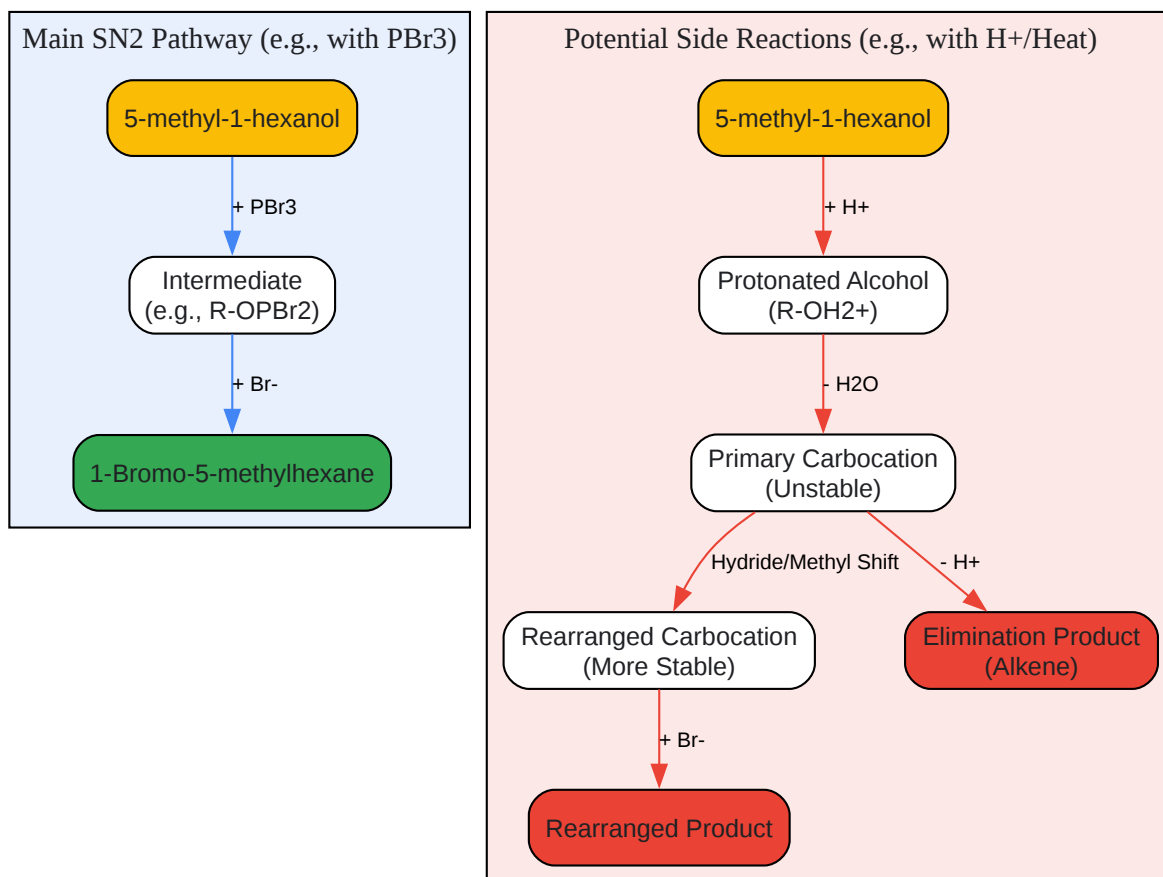 Main SN2 Pathway (e.g., with PBr3)
5-methyl-1-hexanol
+ PBr3
Intermediate
(e.g., R-OPBr2)
+ Br-
1-Bromo-5-methylhexane
Potential Side Reactions (e.g., with H+/Heat)
5-methyl-1-hexanol
+ H+
Protonated Alcohol
(R-OH2+)
- H2O
Primary Carbocation
(Unstable)
Hydride/Methyl Shift
- H+
Rearranged Carbocation
(More Stable)
Elimination Product
(Alkene)
+ Br-
Rearranged Product